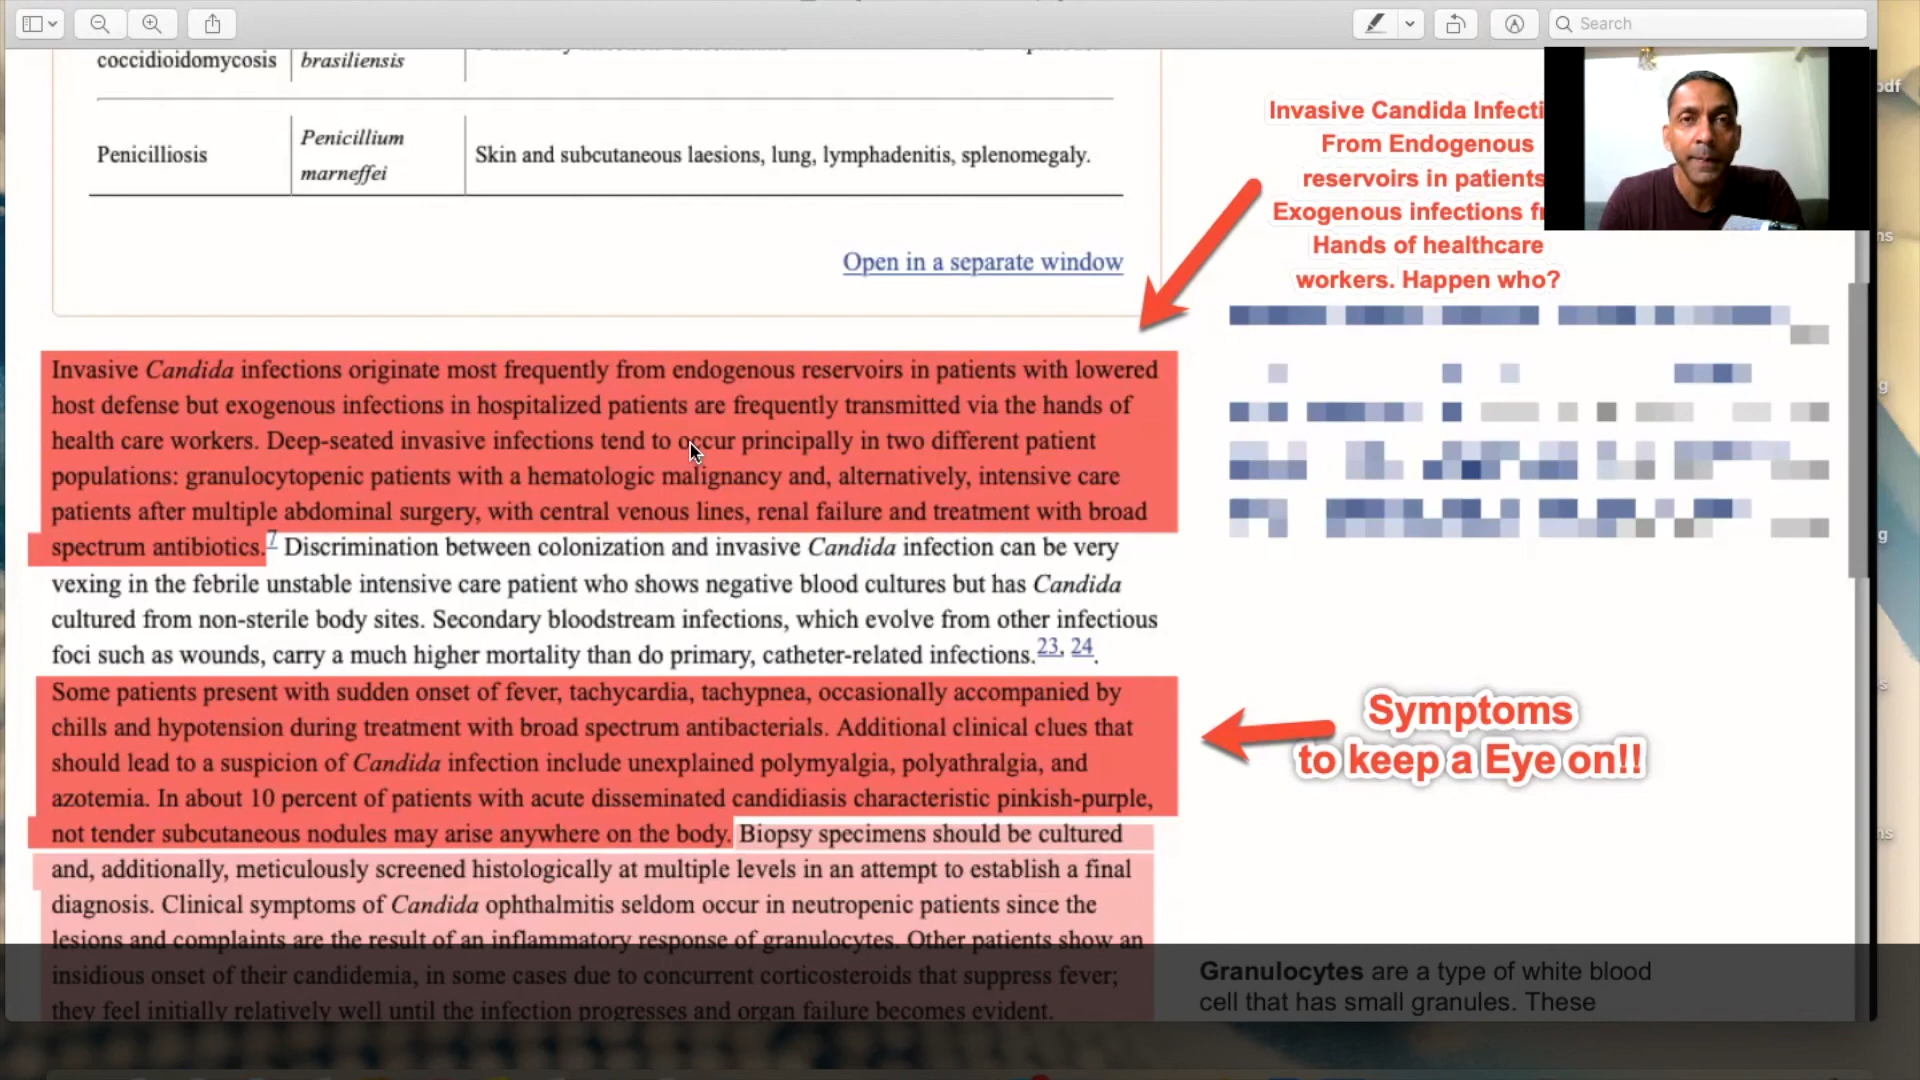 Search
coccidioidomycosis
brasiliensis
Penicilliosis
Penicillium
marneffei
Skin and subcutaneous laesions, lung, lymphadenitis, splenomegaly.
Open in a separate window
Invasive Candida Infecti
From Endogenous
reservoirs in patients
Exogenous infections f
Hands of healthcare
workers. Happen who?
Invasive Candida infections originate most frequently from endogenous reservoirs in patients with lowered
host defense but exogenous infections in hospitalized patients are frequently transmitted via the hands of
health care workers. Deep-seated invasive infections tend to occur principally in two different patient
populations: granulocytopenic patients with a hematologic malignancy and, alternatively, intensive care
patients after multiple abdominal surgery, with central venous lines, renal failure and treatment with broad
spectrum antibiotics.7 Discrimination between colonization and invasive Candida infection can be very
vexing in the febrile unstable intensive care patient who shows negative blood cultures but has Candida
cultured from non-sterile body sites. Secondary bloodstream infections, which evolve from other infectious
foci such as wounds, carry a much higher mortality than do primary, catheter-related infections.23, 24.
Some patients present with sudden onset of fever, tachycardia, tachypnea, occasionally accompanied by
chills and hypotension during treatment with broad spectrum antibacterials. Additional clinical clues that
should lead to a suspicion of Candida infection include unexplained polymyalgia, polyathralgia, and
azotemia. In about 10 percent of patients with acute disseminated candidiasis characteristic pinkish-purple,
not tender subcutaneous nodules may arise anywhere on the body. Biopsy specimens should be cultured
and, additionally, meticulously screened histologically at multiple levels in an attempt to establish a final
diagnosis. Clinical symptoms of Candida ophthalmitis seldom occur in neutropenic patients since the
lesions and complaints are the result of an inflammatory response of granulocytes. Other patients show an
insidious onset of their candidemia, in some cases due to concurrent corticosteroids that suppress fever;
they feel initially relatively well until the infection progresses and organ failure becomes evident.
Symptoms
to keep a Eye on!!
Granulocytes are a type of white blood
cell that has small granules. These
pdf
ns
g
g
s
ns